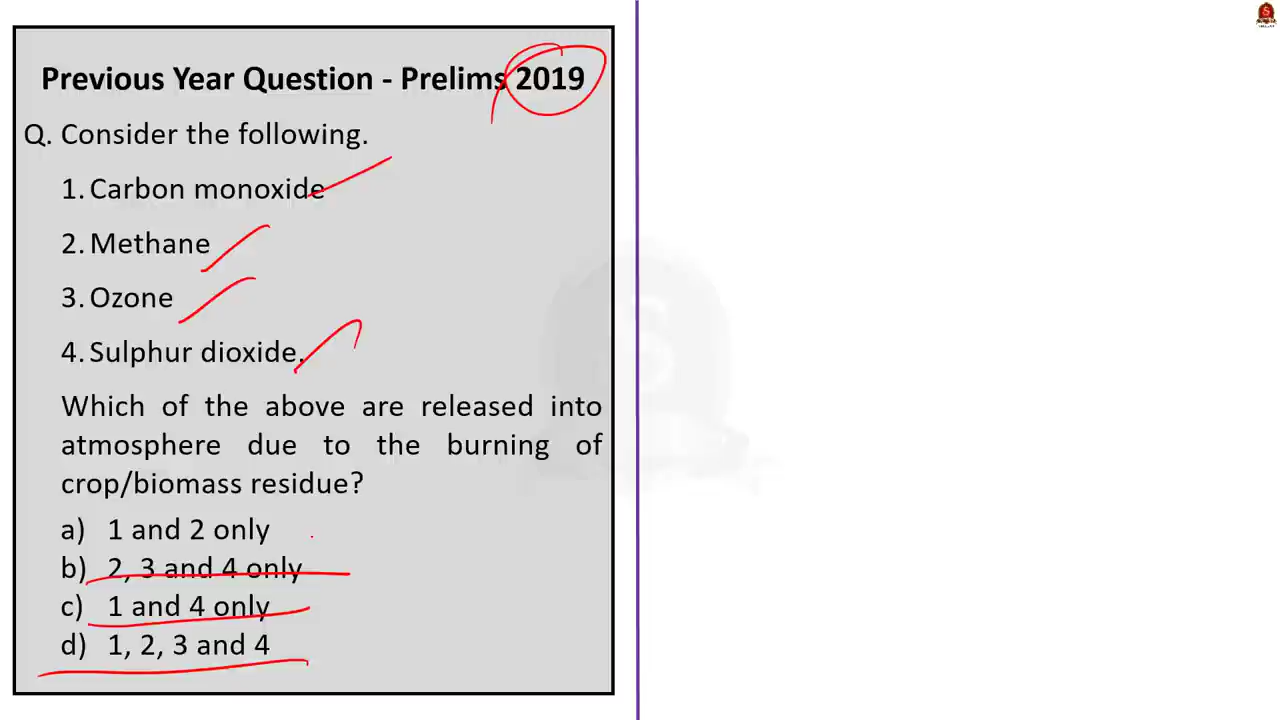 Previous Year Question - Prelims 2019
Q. Consider the following.
1. Carbon monoxide
2. Methane
3. Ozone
4. Sulphur dioxide.
Which of the above are released into
atmosphere due to the burning of
crop/biomass residue?
a) 1 and 2 only
b) 2, 3 and 4 only
c) 1 and 4 only
d) 1, 2, 3 and 4